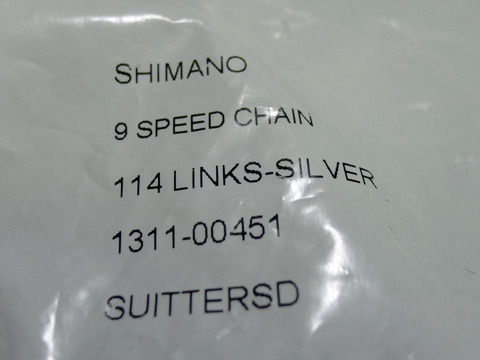 SHIMANO
9 SPEED CHAIN
114 LINKS-SILVER
1311-00451
SUITTERSD